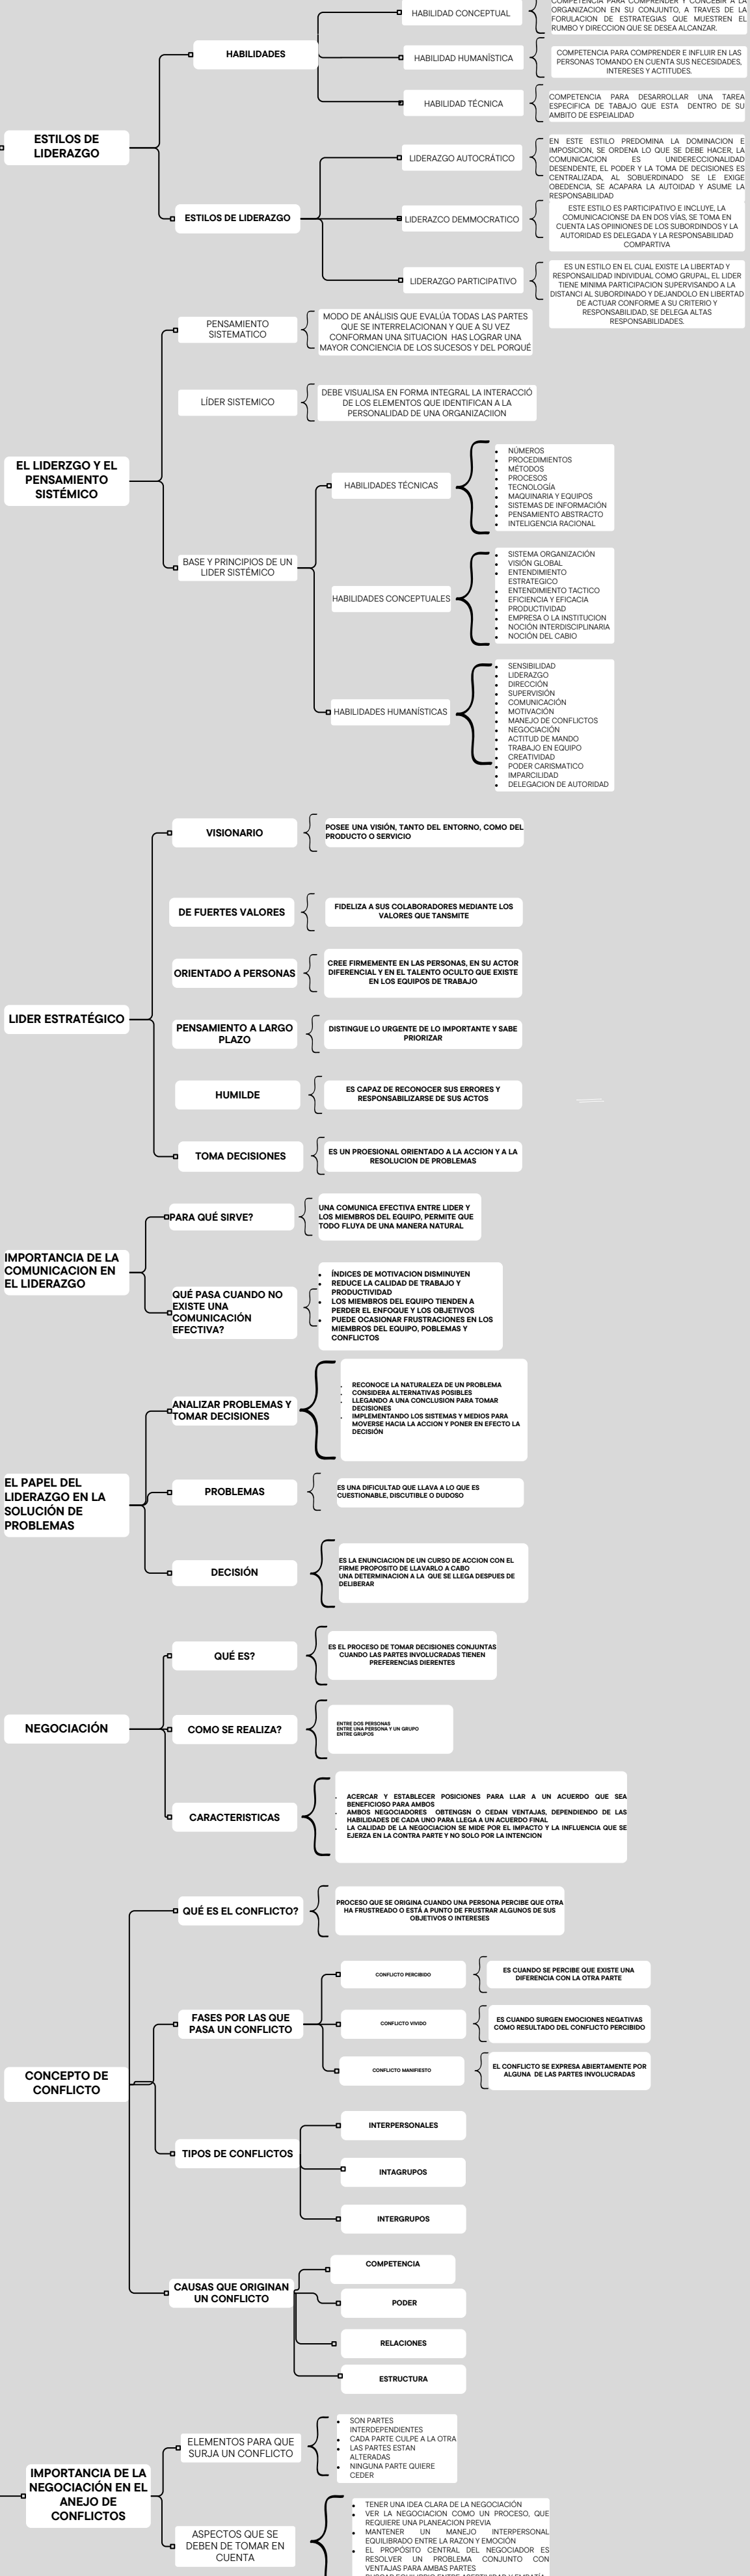 COMPETENCIA PARA COMPRENDER Y CONCEBIR A LA
ORGANIZACION EN SU CONJUNTO, A TRAVES DE LA
FORULACION DE ESTRATEGIAS QUE MUESTREN EL
RUMBO Y DIRECCION QUE SE DESEA ALCANZAR.
HABILIDAD CONCEPTUAL
HABILIDADES
HABILIDAD HUMANÍSTICA
COMPETENCIA PARA COMPRENDER E INFLUIR EN LAS
PERSONAS TOMANDO EN CUENTA SUS NECESIDADES,
INTERESES Y ACTITUDES.
HABILIDAD TÉCNICA
COMPETENCIA PARA DESARROLLAR UNA TAREA
ESPECIFICA DE TABAJO QUE ESTA DENTRO DE SU
AMBITO DE ESPEIALIDAD
ESTILOS DE
LIDERAZGO
LIDERAZGO AUTOCRÁTICO
EN ESTE ESTILO PREDOMINA LA DOMINACION E
IMPOSICION, SE ORDENA LO QUE SE DEBE HACER, LA
COMUNICACION ES UNIDERECCIONALIDAD
DESENDENTE, EL PODER Y LA TOMA DE DECISIONES ES
CENTRALIZADA, AL SOBUERDINADO SE LE EXIGE
OBEDENCIA, SE ACAPARA LA AUTOIDAD Y ASUME LA
RESPONSABILIDAD
ESTILOS DE LIDERAZGO
LIDERAZCO DEMMOCRATICO
ESTE ESTILO ES PARTICIPATIVO E INCLUYE, LA
COMUNICACIONSE DA EN DOS VÍAS, SE TOMA EN
CUENTA LAS OPIINIONES DE LOS SUBORDINDOS Y LA
AUTORIDAD ES DELEGADA Y LA RESPONSIBILIDAD
COMPARTIVA
LIDERAZGO PARTICIPATIVO
ES UN ESTILO EN EL CUAL EXISTE LA LIBERTAD Y
RESPONSAILIDAD INDIVIDUAL COMO GRUPAL, EL LIDER
TIENE MINIMA PARTICIPACION SUPERVISANDO A LA
DISTANCI AL SUBORDINADO Y DEJANDOLO EN LIBERTAD
DE ACTUAR CONFORME A SU CRITERIO Y
RESPONSABILIDAD, SE DELEGA ALTAS
RESPONSABILIDADES.
PENSAMIENTO
SISTEMATICO
MODO DE ANÁLISIS QUE EVALÚA TODAS LAS PARTES
QUE SE INTERRELACIONAN Y QUE A SU VEZ
CONFORMAN UNA SITUACION HAS LOGRAR UNA
MAYOR CONCIENCIA DE LOS SUCESOS Y DEL PORQUÉ
LÍDER SISTEMICO
DEBE VISUALISA EN FORMA INTEGRAL LA INTERACCIÓ
DE LOS ELEMENTOS QUE IDENTIFICAN A LA
PERSONALIDAD DE UNA ORGANIZACIION
EL LIDERZGO Y EL
PENSAMIENTO
SISTÉMICO
HABILIDADES TÉCNICAS
NÚMEROS
PROCEDIMIENTOS
MÉTODOS
PROCESOS
TECNOLOGÍA
MAQUINARIA Y EQUIPOS
SISTEMAS DE INFORMACIÓN
PENSAMIENTO ABSTRACTO
INTELIGENCIA RACIONAL
BASE Y PRINCIPIOS DE UN
LIDER SISTÉMICO
HABILIDADES CONCEPTUALES
SISTEMA ORGANIZACIÓN
VISIÓN GLOBAL
ENTENDIMIENTO
ESTRATEGICO
ENTENDIMIENTO TACTICO
EFICIENCIA Y EFICACIA
PRODUCTIVIDAD
EMPRESA O LA INSTITUCION
NOCIÓN INTERDISCIPLINARIA
NOCIÓN DEL CABIO
HABILIDADES HUMANÍSTICAS
SENSIBILIDAD
LIDERAZGO
DIRECCIÓN
SUPERVISIÓN
COMUNICACIÓN
MOTIVACIÓN
MANEJO DE CONFLICTOS
NEGOCIACIÓN
ACTITUD DE MANDO
TRABAJO EN EQUIPO
CREATIVIDAD
PODER CARISMATICO
IMPARCILIDAD
DELEGACION DE AUTORIDAD
VISIONARIO
POSEE UNA VISIÓN, TANTO DEL ENTORNO, COMO DEL
PRODUCTO O SERVICIO
DE FUERTES VALORES
FIDELIZA A SUS COLABORADORES MEDIANTE LOS
VALORES QUE TANSMITE
ORIENTADO A PERSONAS
CREE FIRMEMENTE EN LAS PERSONAS, EN SU ACTOR
DIFERENCIAL Y EN EL TALENTO OCULTO QUE EXISTE
EN LOS EQUIPOS DE TRABAJO
LIDER ESTRATÉGICO
PENSAMIENTO A LARGO
PLAZO
DISTINGUE LO URGENTE DE LO IMPORTANTE Y SABE
PRIORIZAR
HUMILDE
ES CAPAZ DE RECONOCER SUS ERRORES Y
RESPONSABILIZARSE DE SUS ACTOS
TOMA DECISIONES
ES UN PROESIONAL ORIENTADO A LA ACCION Y A LA
RESOLUCION DE PROBLEMAS
PARA QUÉ SIRVE?
UNA COMUNICA EFECTIVA ENTRE LIDER Y
LOS MIEMBROS DEL EQUIPO, PERMITE QUE
TODO FLUYA DE UNA MANERA NATURAL
IMPORTANCIA DE LA
COMUNICACION EN
EL LIDERAZGO
QUÉ PASA CUANDO NO
EXISTE UNA
COMUNICACIÓN
EFECTIVA?
ÍNDICES DE MOTIVACION DISMINUYEN
REDUCE LA CALIDAD DE TRABAJO Y
PRODUCTIVIDAD
LOS MIEMBROS DEL EQUIPO TIENDEN A
PERDER EL ENFOQUE Y LOS OBJETIVOS
PUEDE OCASIONAR FRUSTRACIONES EN LOS
MIEMBROS DEL EQUIPO, POBLEMAS Y
CONFLICTOS
ANALIZAR PROBLEMAS Y
TOMAR DECISIONES
RECONOCE LA NATURALEZA DE UN PROBLEMA
CONSIDERA ALTERNATIVAS POSIBLES
LLEGANDO A UNA CONCLUSION PARA TOMAR
DECISIONES
IMPLEMENTANDO LOS SISTEMAS Y MEDIOS PARA
MOVERSE HACIA LA ACCION Y PONER EN EFECTO LA
DECISIÓN
EL PAPEL DEL
LIDERAZGO EN LA
SOLUCIÓN DE
PROBLEMAS
PROBLEMAS
ES UNA DIFICULTAD QUE LLAVA A LO QUE ES
CUESTIONABLE, DISCUTIBLE O DUDOSO
DECISIÓN
ES LA ENUNCIACION DE UN CURSO DE ACCION CON EL
FIRME PROPOSITO DE LLAVARLO A CABO
UNA DETERMINACION A LA QUE SE LLEGA DESPUES DE
DELIBERAR
QUÉ ES?
ES EL PROCESO DE TOMAR DECISIONES CONJUNTAS
CUANDO LAS PARTES INVOLUCRADAS TIENEN
PREFERENCIAS DIERENTES
NEGOCIACIÓN
COMO SE REALIZA?
ENTRE DOS PERSONAS
ENTRE UNA PERSONA Y UN GRUPO
ENTRE GRUPOS
CARACTERISTICAS
ACERCAR Y ESTABLECER POSICIONES PARA LLAR A UN ACUERDO QUE SEA
BENEFICIOSO PARA AMBOS
AMBOS NEGOCIADORES OBTENGSN O CEDAN VENTAJAS, DEPENDIENDO DE LAS
HABILIDADES DE CADA UNO PARA LLEGA A UN ACUERDO FINAL
LA CALIDAD DE LA NEGOCIACION SE MIDE POR EL IMPACTO Y LA INFLUENCIA QUE SE
EJERZA EN LA CONTRA PARTE Y NO SOLO POR LA INTENCION
QUÉ ES EL CONFLICTO?
PROCESO QUE SE ORIGINA CUANDO UNA PERSONA PERCIBE QUE OTRA
HA FRUSTREADO O ESTÁ A PUNTO DE FRUSTRAR ALGUNOS DE SUS
OBJETIVOS O INTERESES
CONFLICTO PERCIBIDO
ES CUANDO SE PERCIBE QUE EXISTE UNA
DIFERENCIA CON LA OTRA PARTE
FASES POR LAS QUE
PASA UN CONFLICTO
CONFLICTO VIVIDO
ES CUANDO SURGEN EMOCIONES NEGATIVAS
COMO RESULTADO DEL CONFLICTO PERCIBIDO
CONFLICTO MANIFIESTO
EL CONFLICTO SE EXPRESA ABIERTAMENTE POR
ALGUNA DE LAS PARTES INVOLUCRADAS
CONCEPTO DE
CONFLICTO
INTERPERSONALES
TIPOS DE CONFLICTOS
INTAGRUPOS
INTERGRUPOS
COMPETENCIA
CAUSAS QUE ORIGINAN
UN CONFLICTO
PODER
RELACIONES
ESTRUCTURA
ELEMENTOS PARA QUE
SURJA UN CONFLICTO
SON PARTES
INTERDEPENDIENTES
CADA PARTE CULPE A LA OTRA
LAS PARTES ESTAN
ALTERADAS
NINGUNA PARTE QUIERE
CEDER
IMPORTANCIA DE LA
NEGOCIACIÓN EN EL
ANEJO DE
CONFLICTOS
ASPECTOS QUE SE
DEBEN DE TOMAR EN
CUENTA
TENER UNA IDEA CLARA DE LA NEGOCIACIÓN
VER LA NEGOCIACION COMO UN PROCESO, QUE
REQUIERE UNA PLANEACION PREVIA
MANTENER UN MANEJO INTERPERSONAL
EQUILIBRADO ENTRE LA RAZON Y EMOCIÓN
EL PROPÓSITO CENTRAL DEL NEGOCIADOR ES
RESOLVER UN PROBLEMA CONJUNTO CON
VENTAJAS PARA AMBAS PARTES